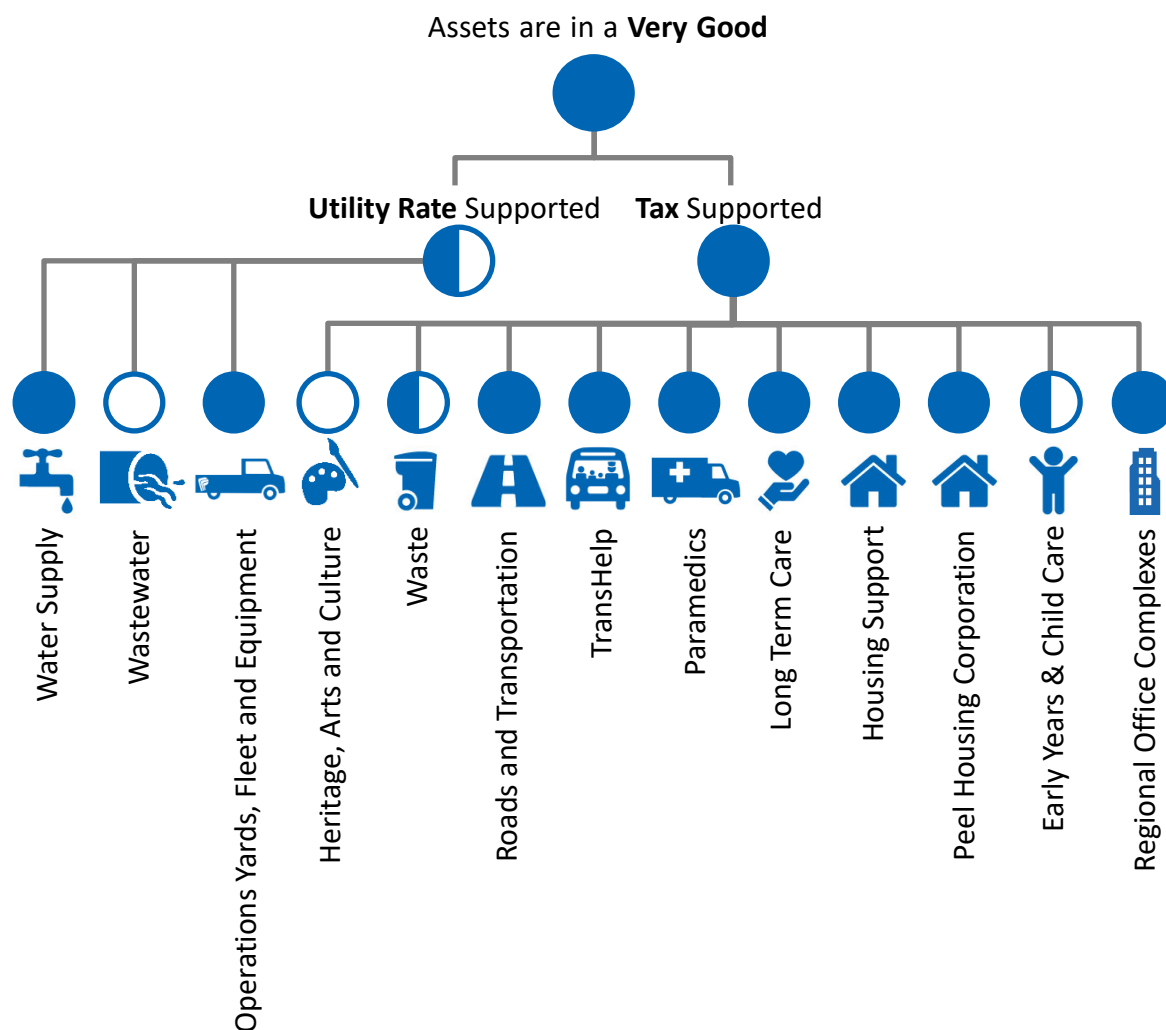 Assets are in a Very Good
Utility Rate Supported
Tax Supported
Water Supply
Wastewater
Operations Yards, Fleet and Equipment
Heritage, Arts and Culture
Waste
Roads and Transportation
TransHelp
Paramedics
Long Term Care
Housing Support
Peel Housing Corporation
Early Years & Child Care
Regional Office Complexes